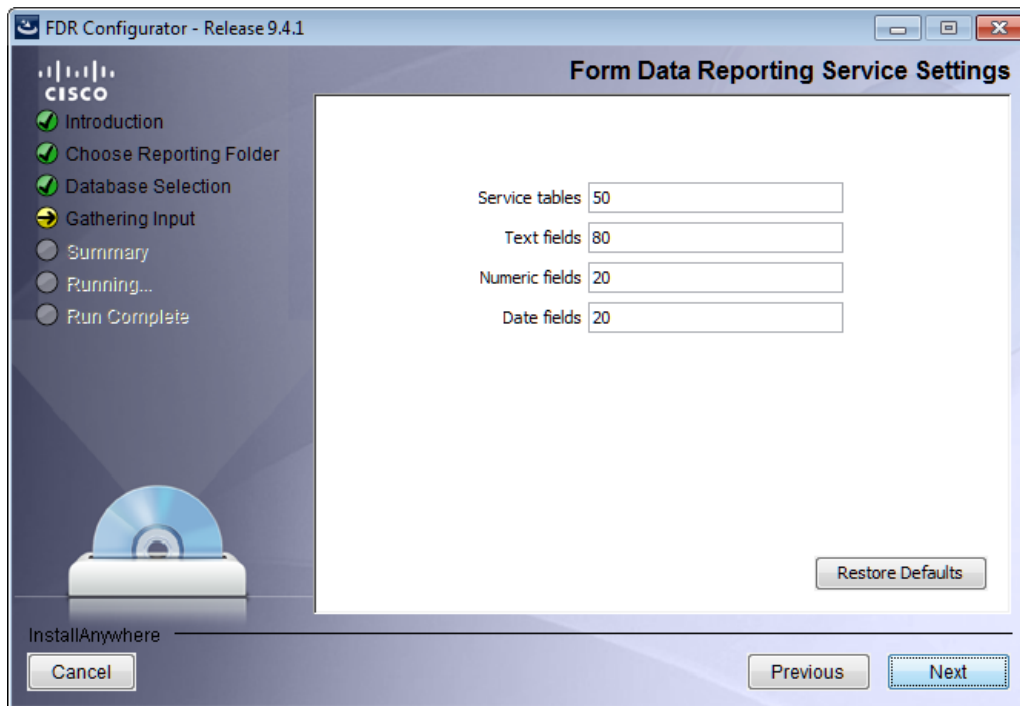 FDR Configurator - Release 9.4.1
CISCO
Form Data Reporting Service Settings
Introduction
Choose Reporting Folder
Database Selection
Gathering Input
Summary
Running...
Run Complete
Service tables 50
Text fields 80
Numeric fields 20
Date fields 20
Restore Defaults
InstallAnywhere
Cancel Previous Next